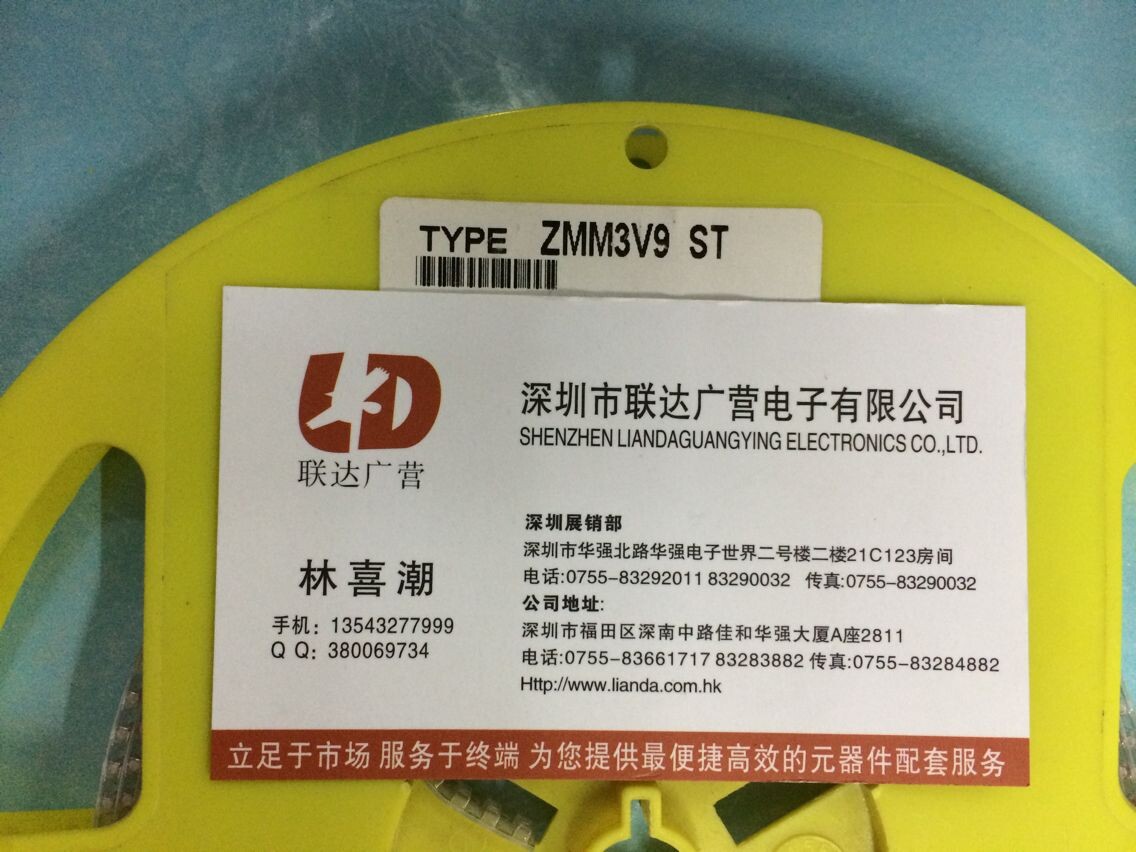 TYPE ZMM3V9 ST
LD
联达广营
深圳市联达广营电子有限公司
SHENZHEN LIANDAGUANGYING ELECTRONICS CO.,LTD.
林喜潮
手机：13543277999
Q Q：380069734
深圳展销部
深圳市华强北路华强电子世界二号楼二楼21C123房间
电话:0755-83292011 83290032 传真:0755-83290032
公司地址:
深圳市福田区深南中路佳和华强大厦A座2811
电话:0755-83661717 83283882 传真:0755-83284882
Http://www.lianda.com.hk
立足于市场 服务于终端 为您提供最便捷高效的元器件配套服务